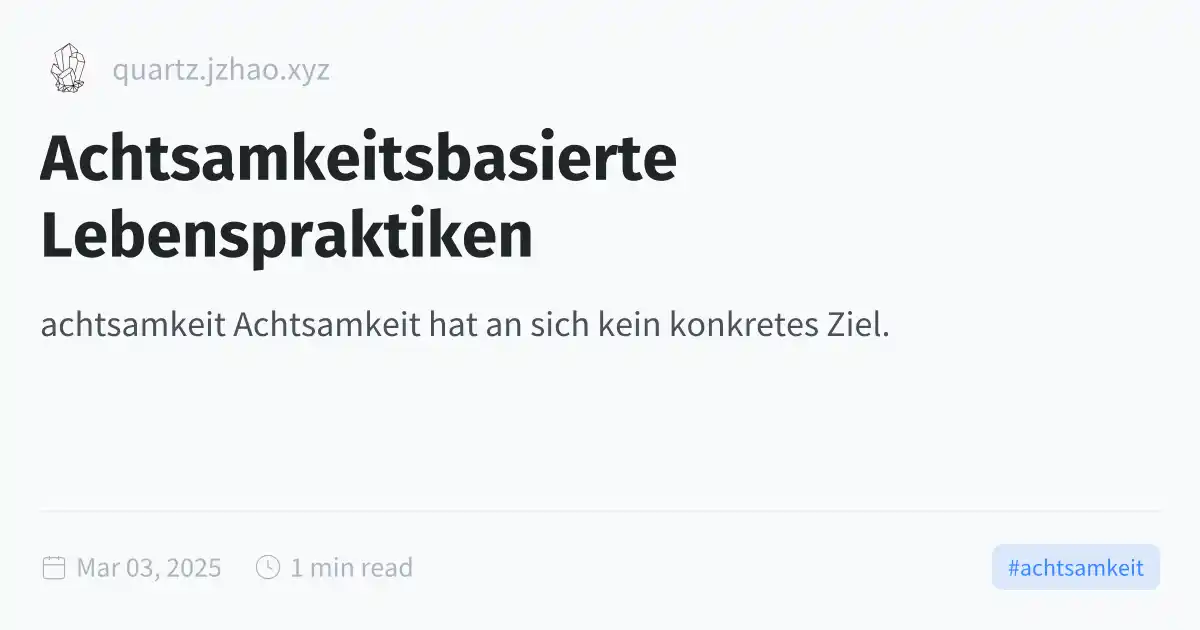 quartz.jzhao.xyz
Achtsamkeitsbasierte
Lebenspraktiken
achtsamkeit Achtsamkeit hat an sich kein konkretes Ziel.
Mar 03, 2025
1 min read
#achtsamkeit